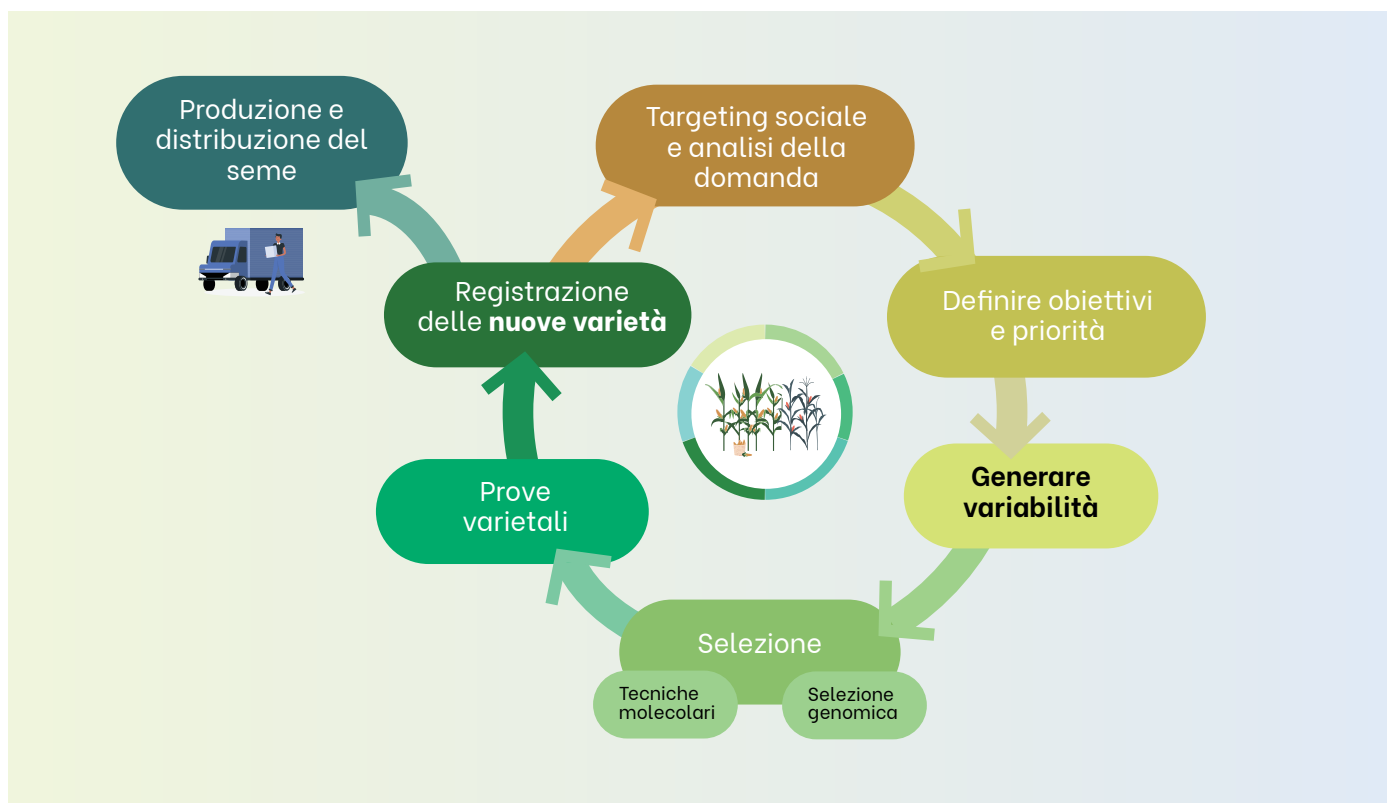 Produzione e
distribuzione del
seme
Targeting sociale
e analisi della
domanda
Registrazione
delle nuove varietà
Definire obiettivi
e priorità
Generare
variabilità
Prove
varietali
Selezione
Tecniche
molecolari
Selezione
genomica